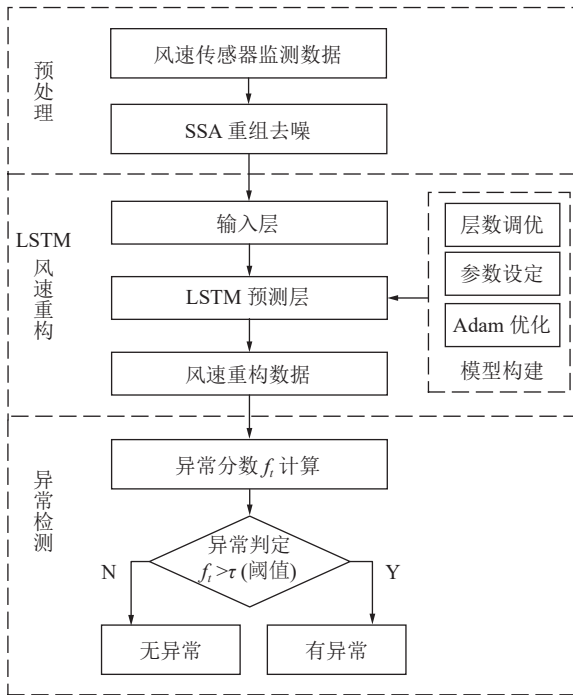 预处理
风速传感器监测数据
SSA 重组去噪
LSTM
风速重构
输入层
LSTM 预测层
风速重构数据
层数调优
参数设定
Adam 优化
模型构建
异常检测
异常分数 fₜ 计算
异常判定
fₜ >τ (阈值)
N
Y
无异常
有异常